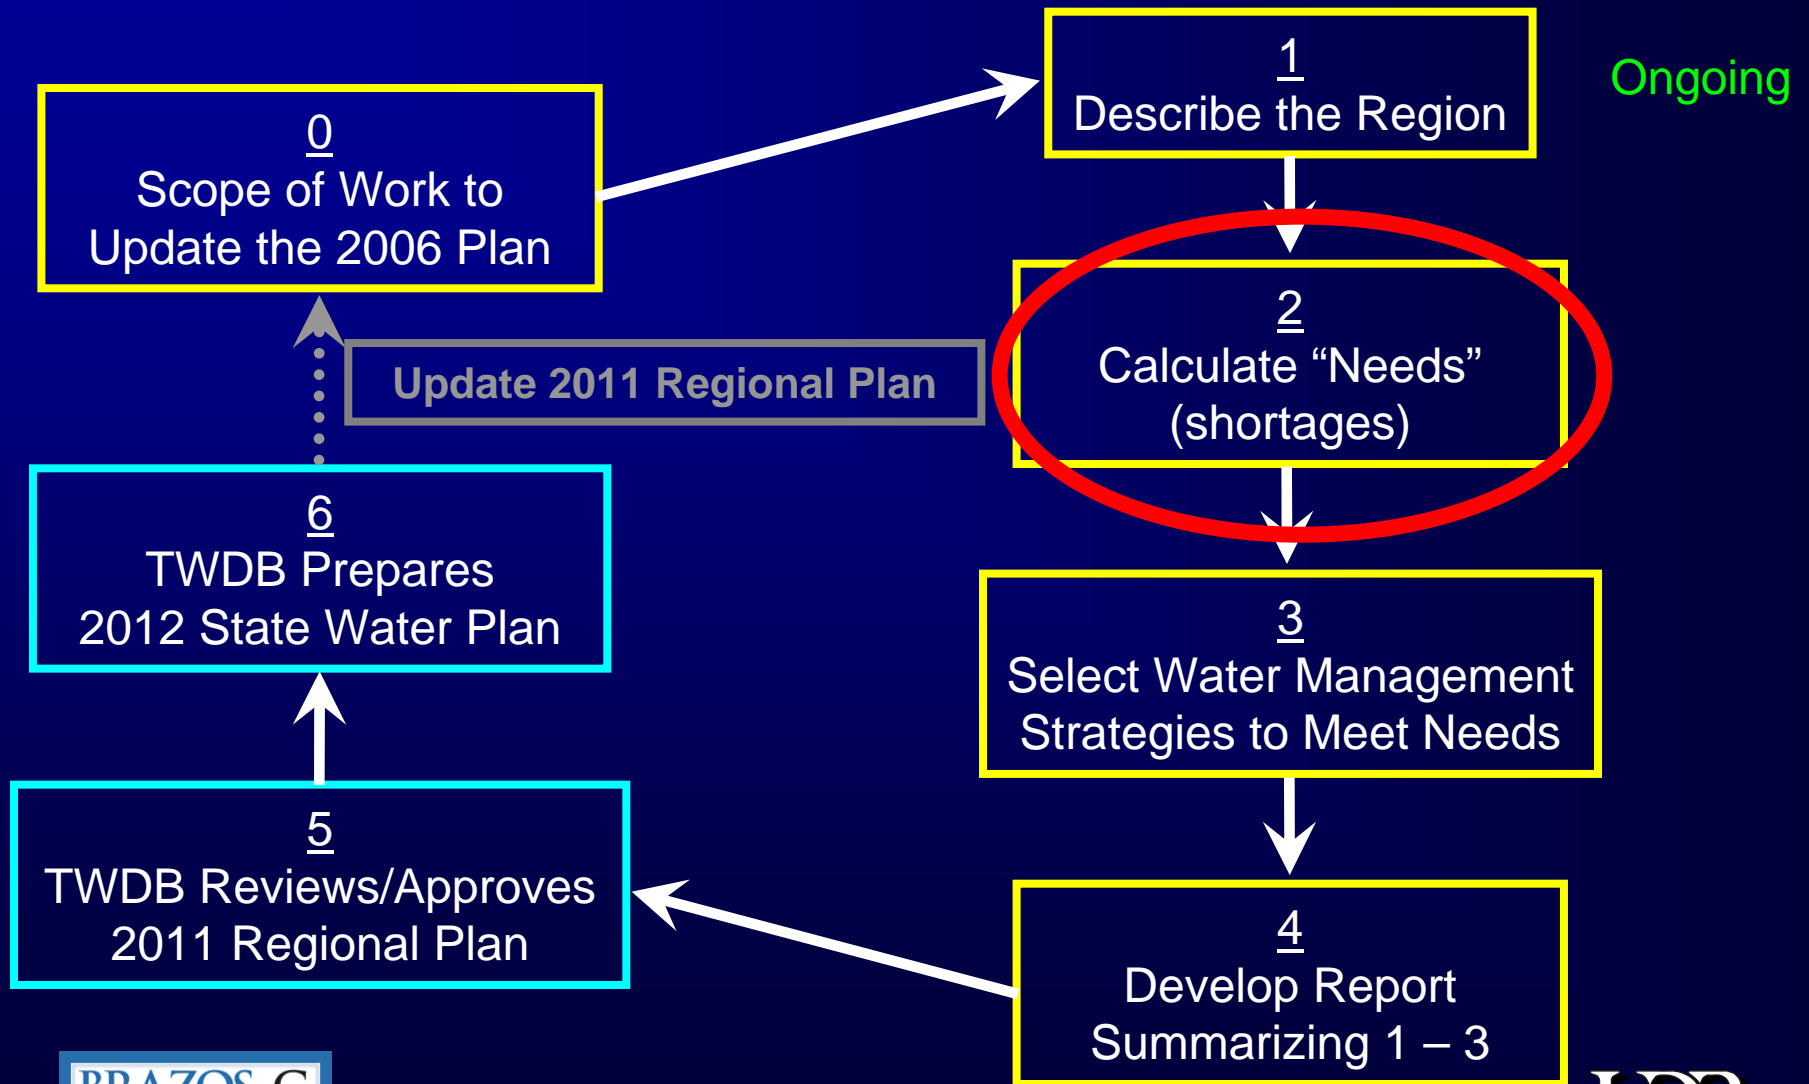 0
Scope of Work to
Update the 2006 Plan
1
Describe the Region
Ongoing
2
Calculate “Needs”
(shortages)
Update 2011 Regional Plan
3
Select Water Management
Strategies to Meet Needs
4
Develop Report
Summarizing 1 – 3
5
TWDB Reviews/Approves
2011 Regional Plan
6
TWDB Prepares
2012 State Water Plan
BRAZOS G